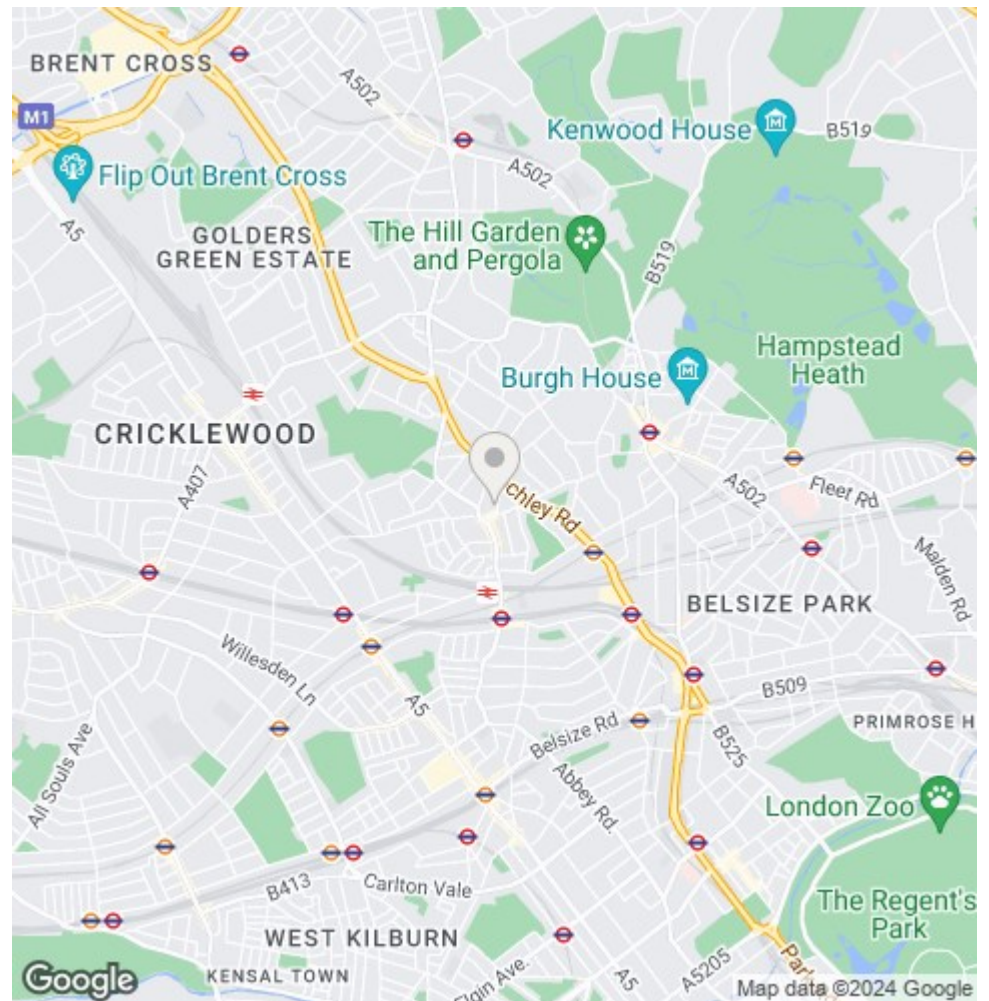 BRENT CROSS
A502
M1
Kenwood House
B519
Flip Out Brent Cross
A502
A5
GOLDERS
GREEN ESTATE
The Hill Garden
and Pergola
B519
Hampstead
Heath
Burgh House
CRICKLEWOOD
A407
A502
Fleet Rd
chley Rd
Malden Rd
BELSIZE PARK
Willesden Ln
A5
B509
Belsize Rd
PRIMROSE H
B525
All Souls Ave
Abbey Rd.
London Zoo
B413
Carlton Vale
The Regent's
Park
WEST KILBURN
KENSAL TOWN
Elgin Ave.
A5
A5205
Park
Google
Map data ©2024 Google